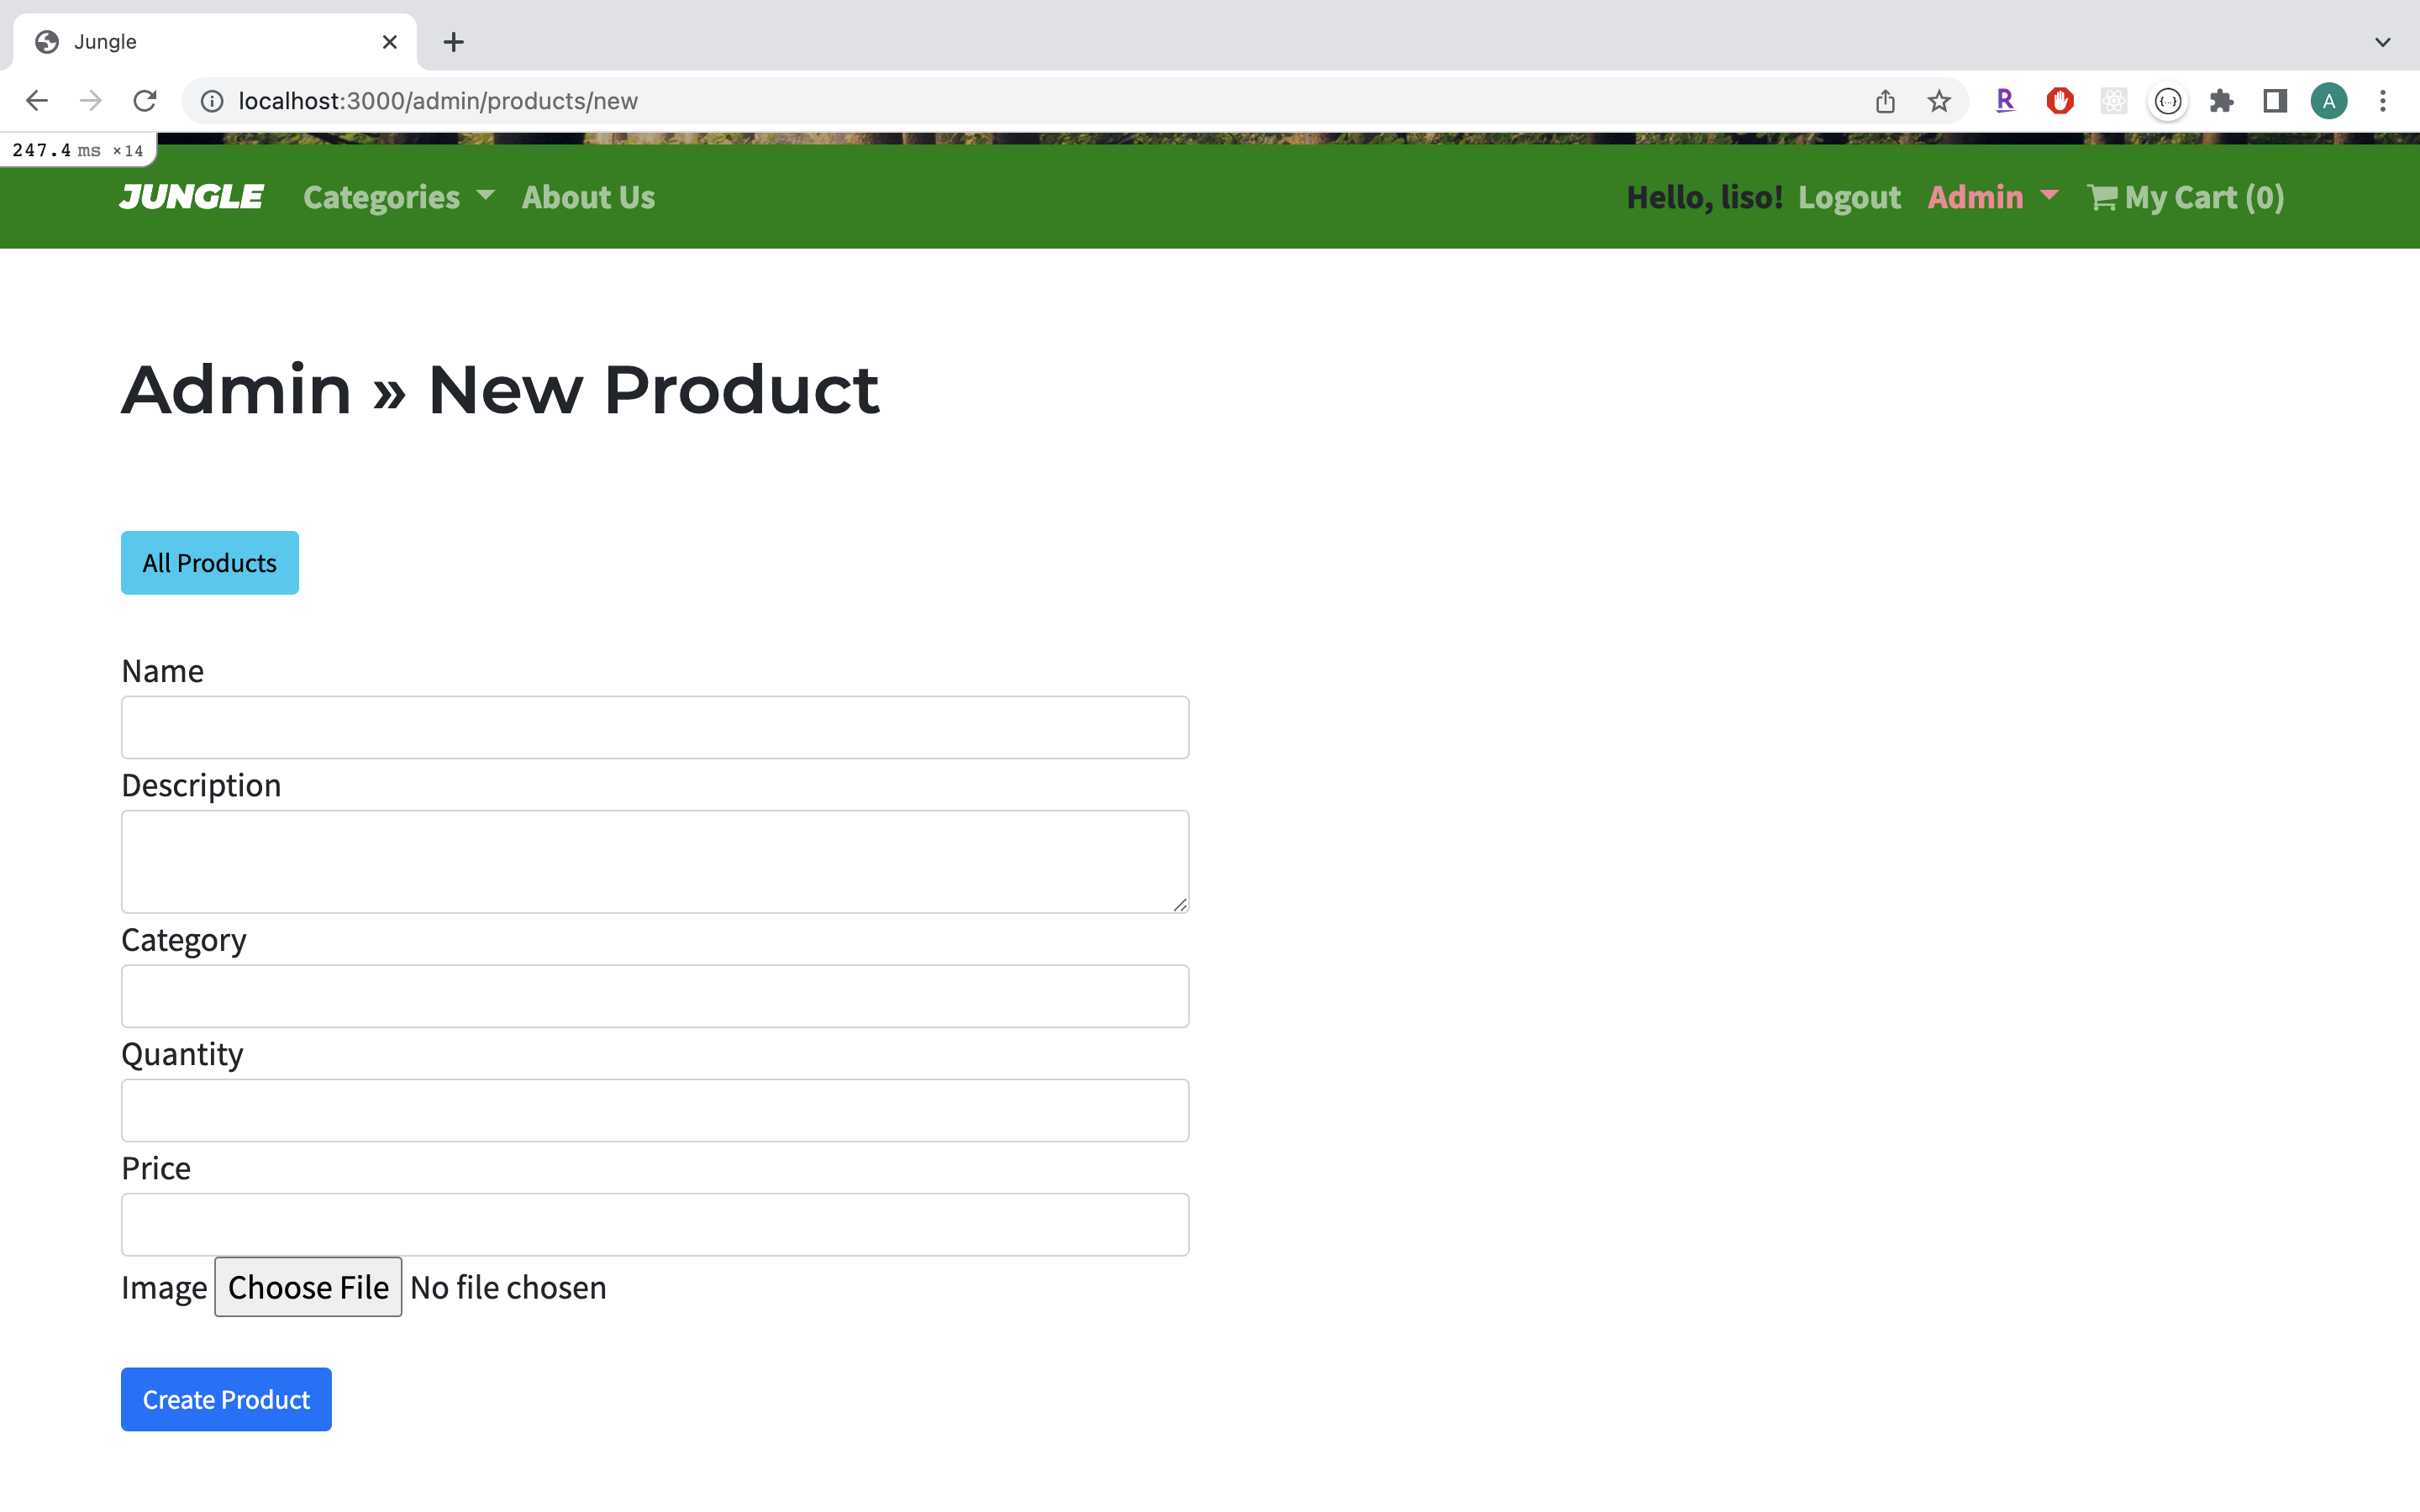 Jungle
localhost:3000/admin/products/new
R
{...}
A
247.4 ms ×14
JUNGLE Categories About Us Hello, liso! Logout Admin My Cart (0)
Admin » New Product
All Products
Name
Description
Category
Quantity
Price
Image Choose File No file chosen
Create Product